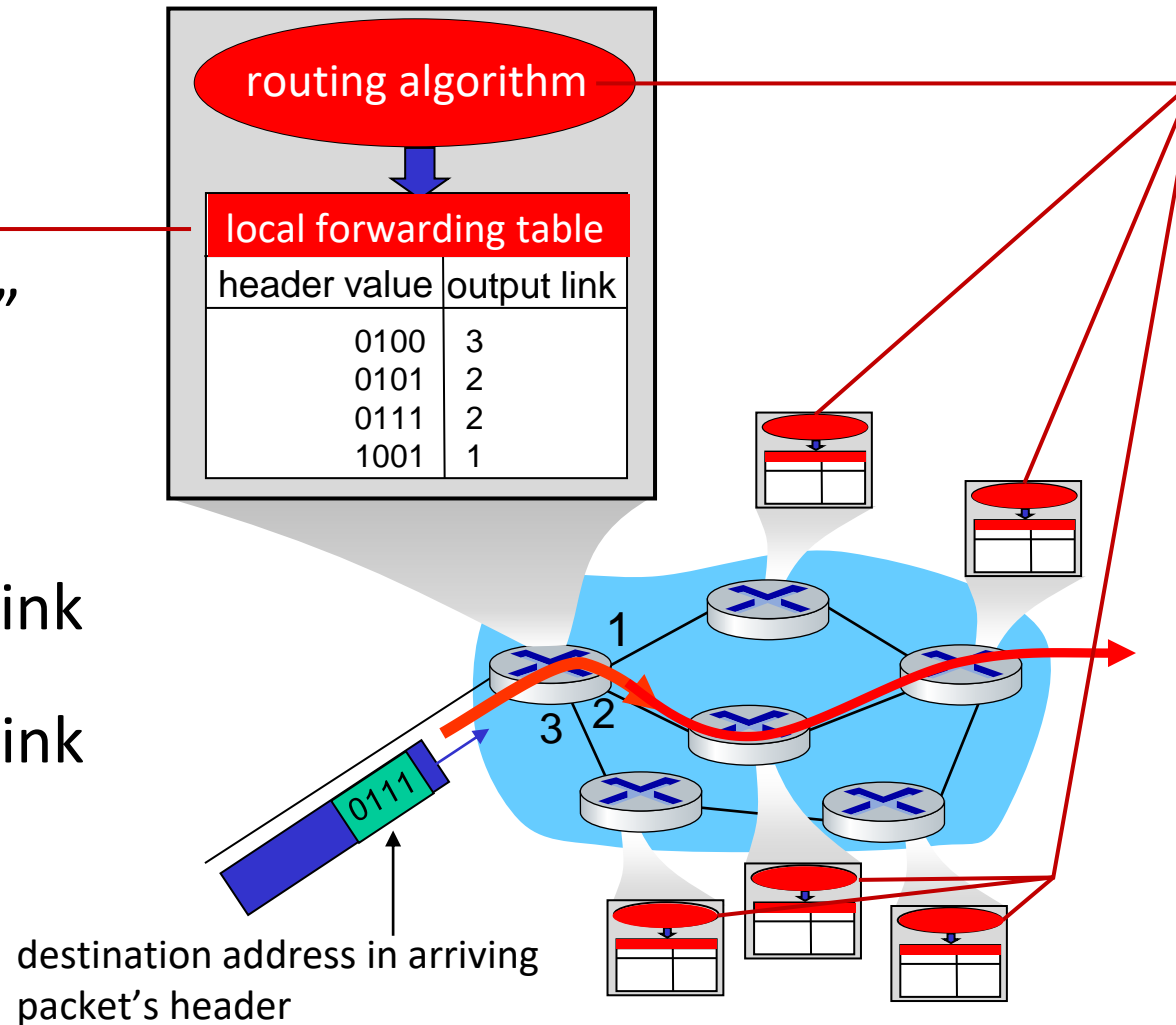 routing algorithm
local forwarding table
header value output link
0100 3
0101 2
0111 2
1001 1
”
ink
ink
1
2
3
0111
destination address in arriving
packet’s header